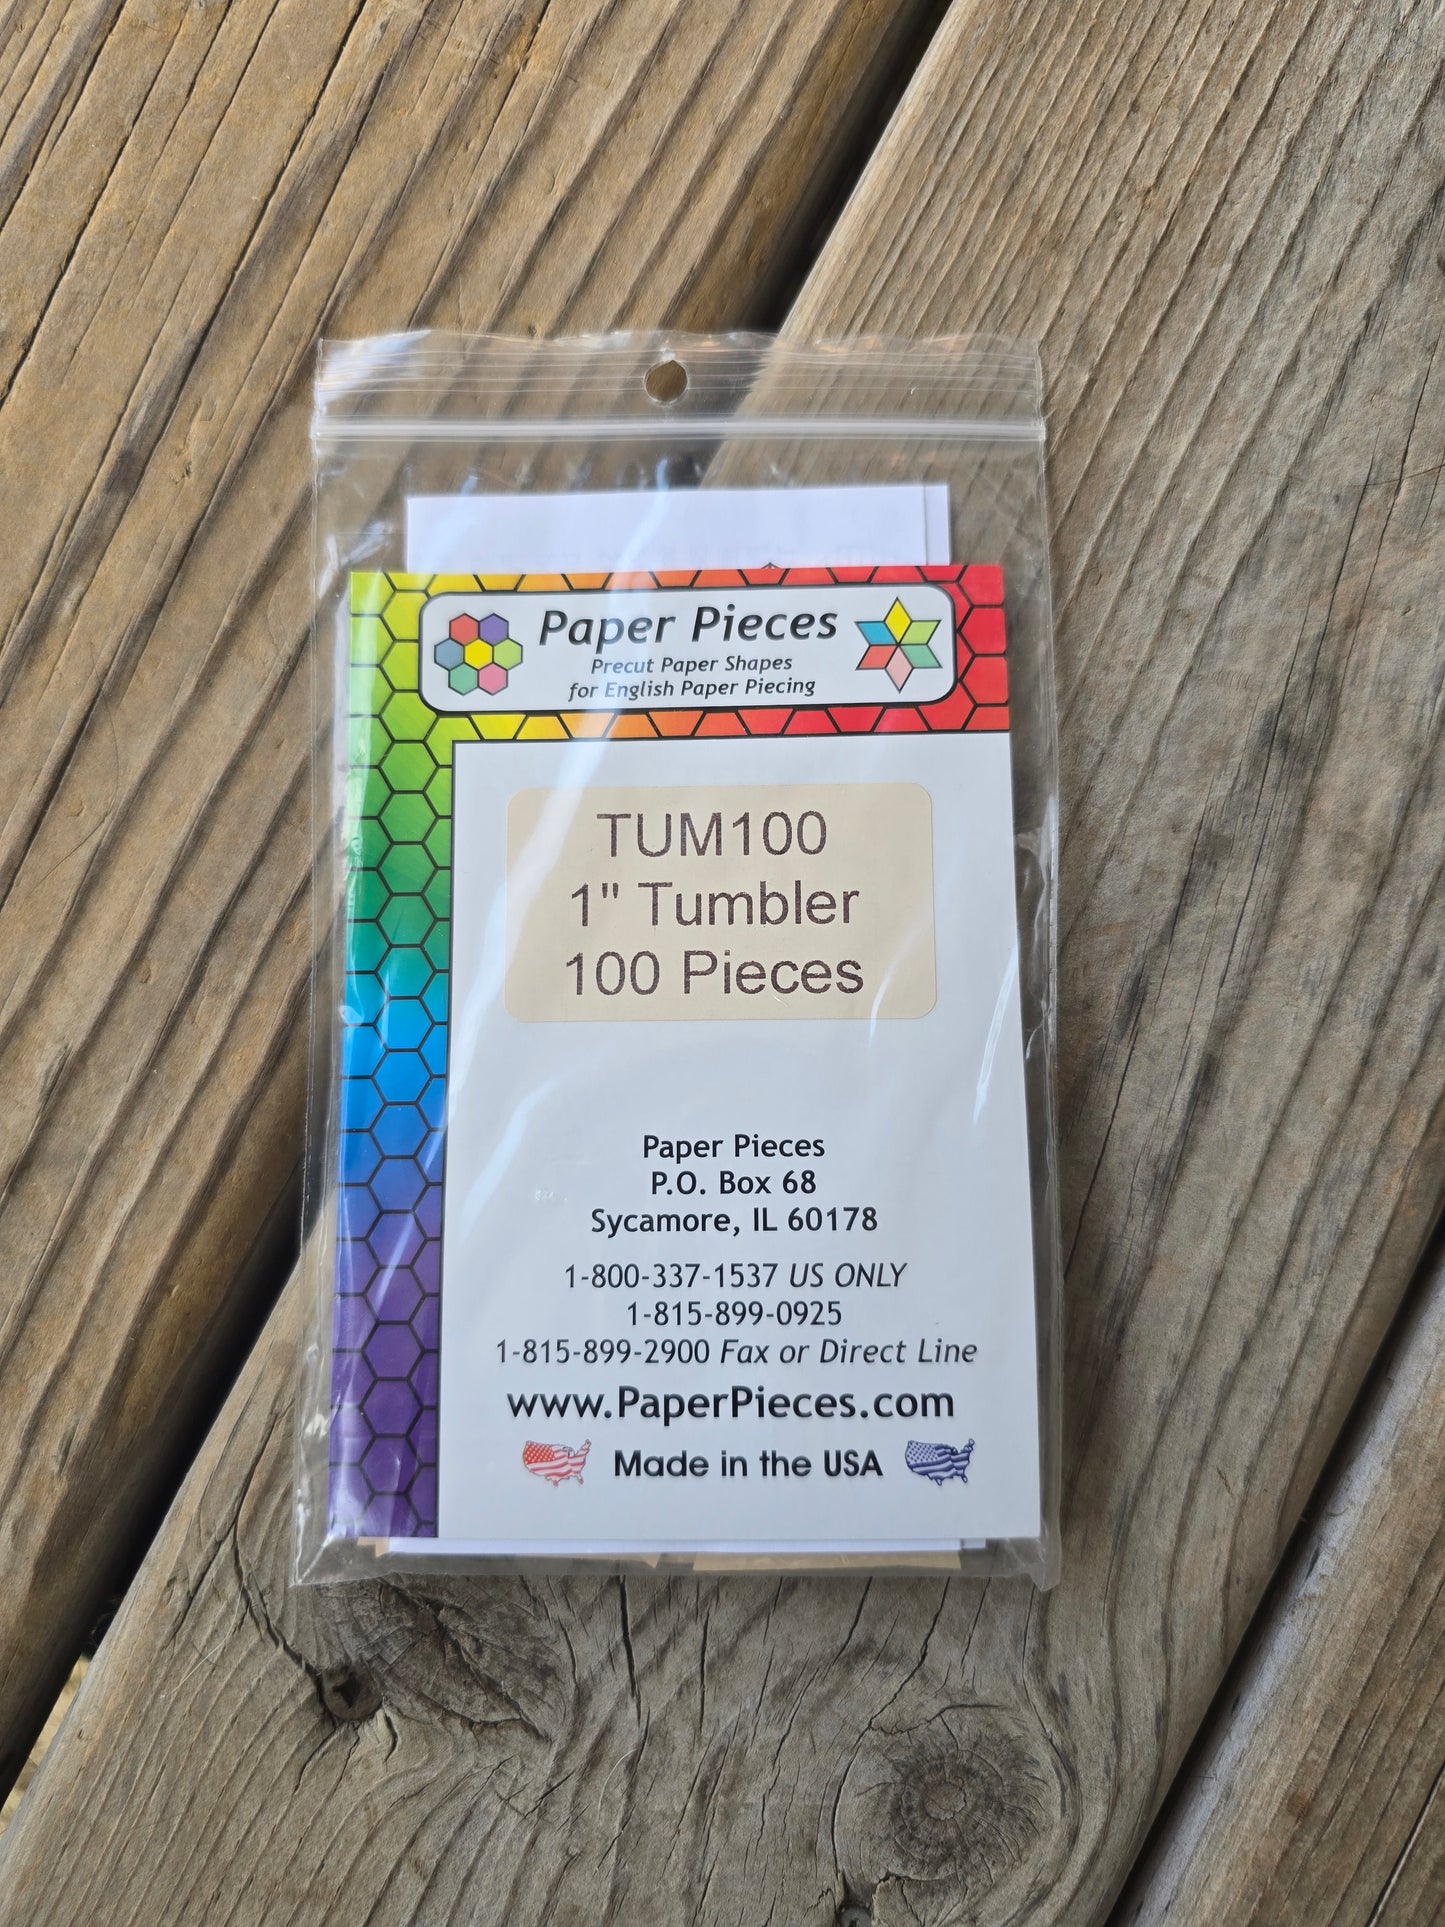 Paper Pieces
Precut Paper Shapes
for English Paper Piecing
TUM100
1" Tumbler
100 Pieces
Paper Pieces
P.O. Box 68
Sycamore, IL 60178
1-800-337-1537 US ONLY
1-815-899-0925
1-815-899-2900 Fax or Direct Line
www.PaperPieces.com
Made in the USA